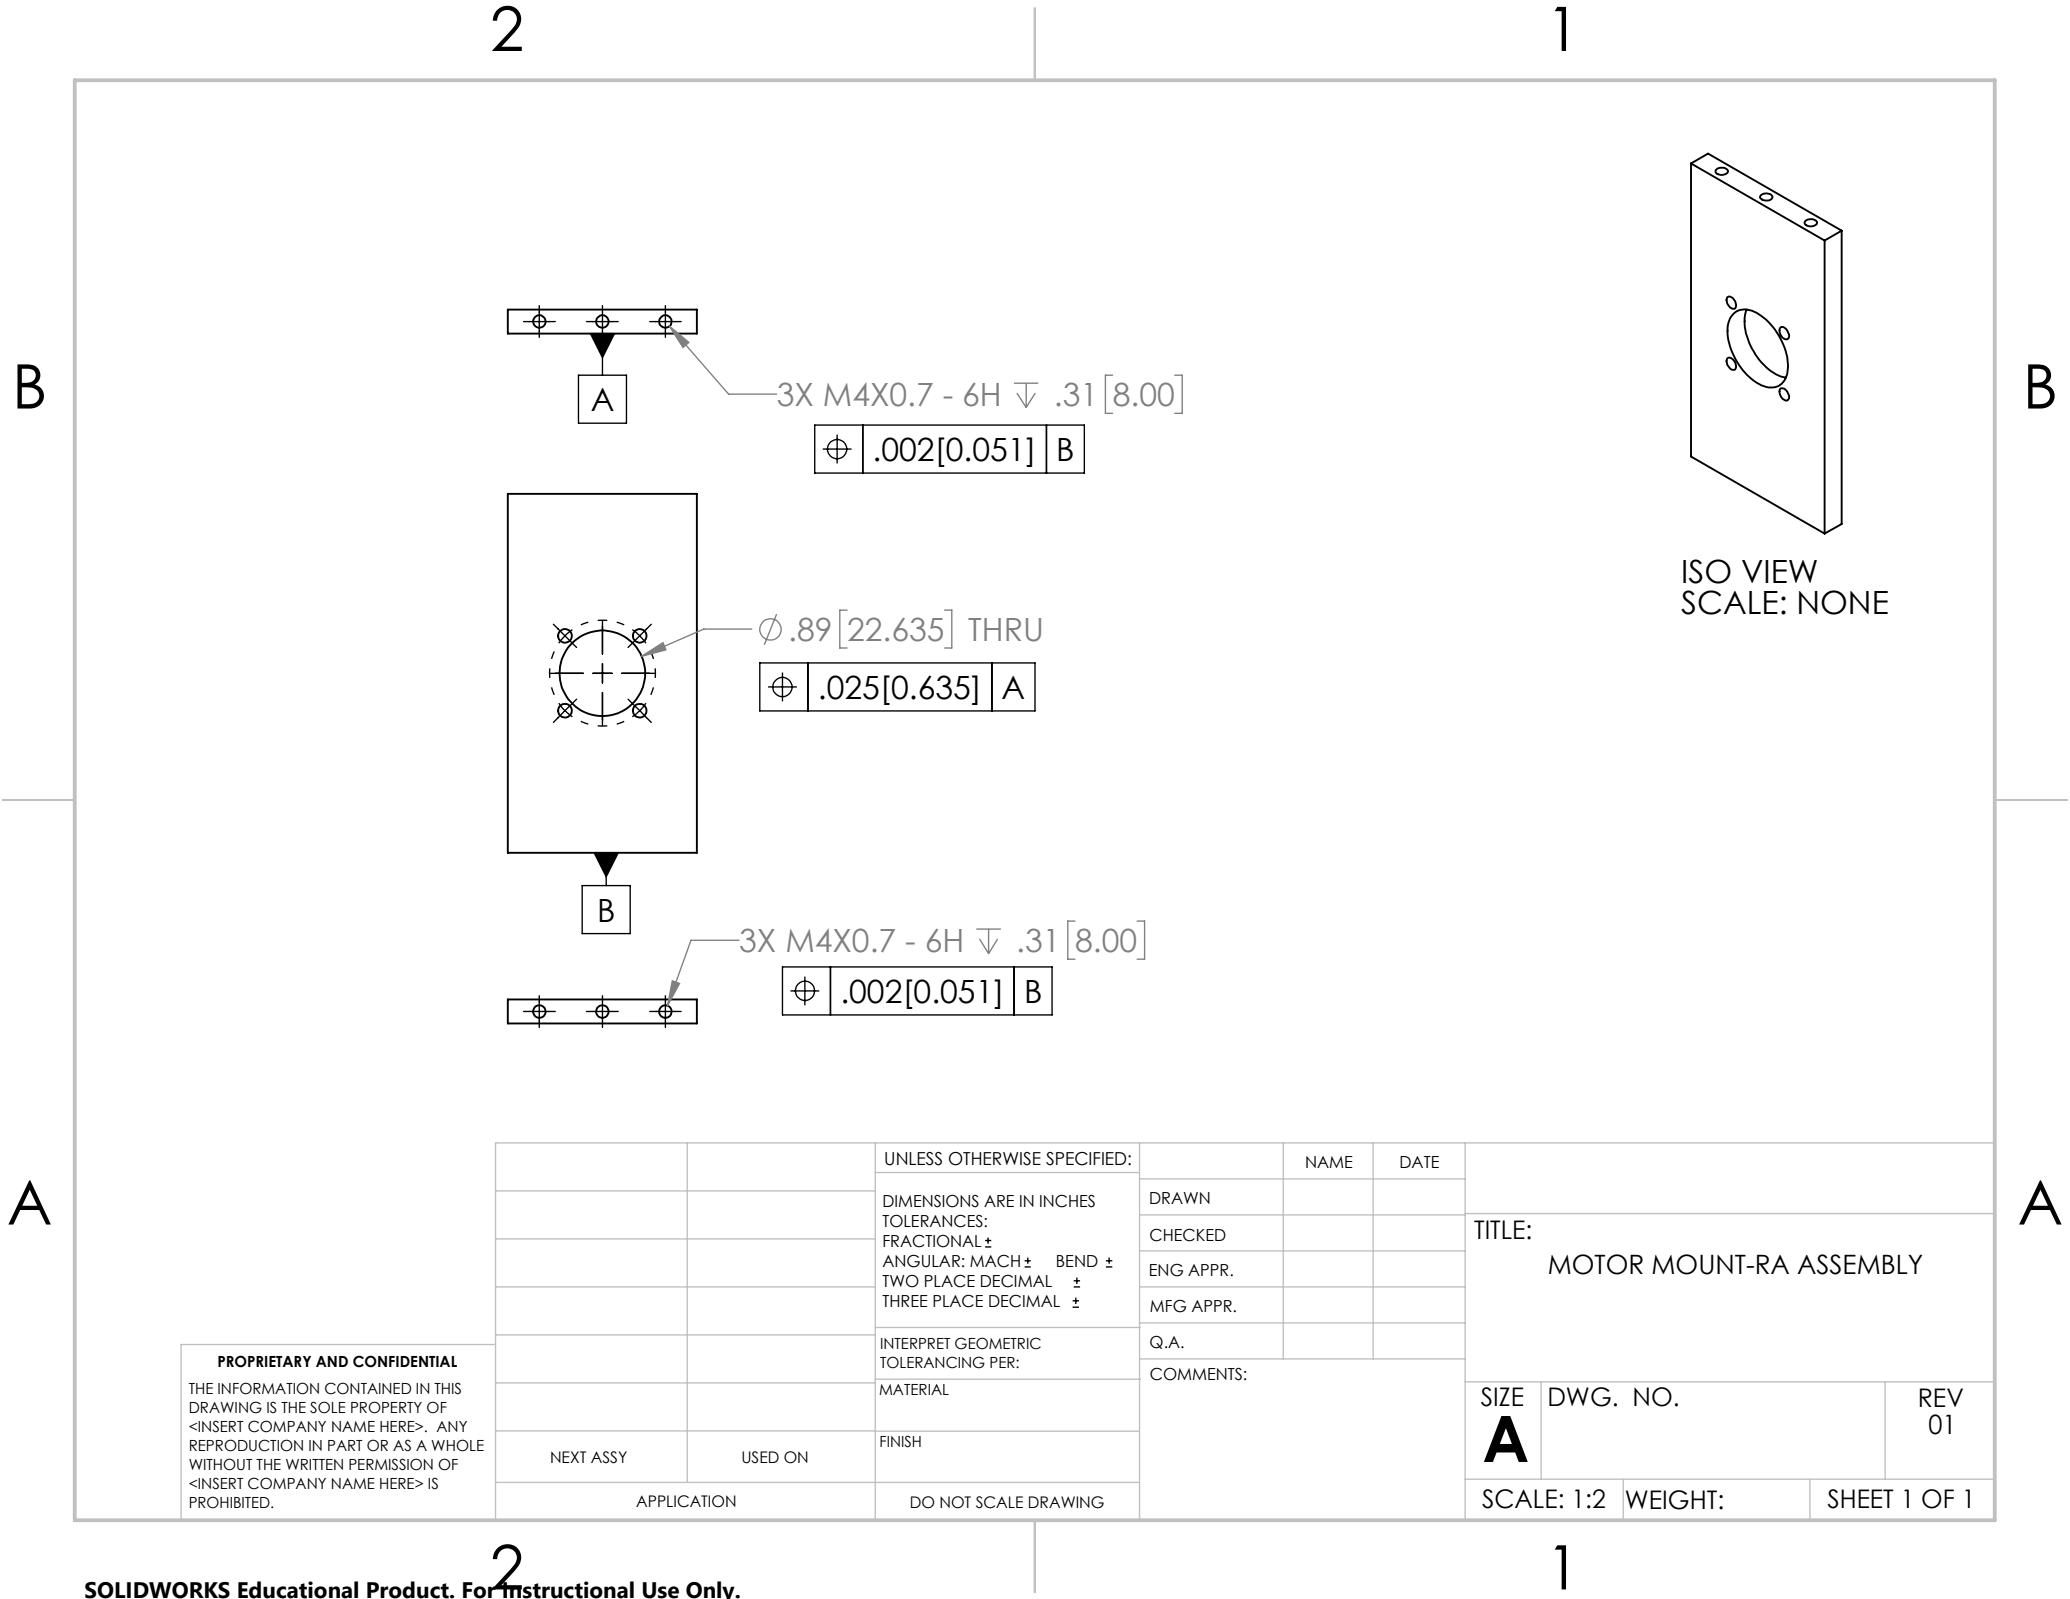 2
1
B
B
A
3X M4X0.7 - 6H ↧ .31 [8.00]
⌖ .002[0.051] B
ISO VIEW
SCALE: NONE
⌀ .89 [22.635] THRU
⌖ .025[0.635] A
B
3X M4X0.7 - 6H ↧ .31 [8.00]
⌖ .002[0.051] B
A
A
PROPRIETARY AND CONFIDENTIAL
THE INFORMATION CONTAINED IN THIS
DRAWING IS THE SOLE PROPERTY OF
<INSERT COMPANY NAME HERE>. ANY
REPRODUCTION IN PART OR AS A WHOLE
WITHOUT THE WRITTEN PERMISSION OF
<INSERT COMPANY NAME HERE> IS
PROHIBITED.
NEXT ASSY
USED ON
APPLICATION
UNLESS OTHERWISE SPECIFIED:
DIMENSIONS ARE IN INCHES
TOLERANCES:
FRACTIONAL ±
ANGULAR: MACH ± BEND ±
TWO PLACE DECIMAL ±
THREE PLACE DECIMAL ±
INTERPRET GEOMETRIC
TOLERANCING PER:
MATERIAL
FINISH
DO NOT SCALE DRAWING
NAME
DATE
DRAWN
CHECKED
ENG APPR.
MFG APPR.
Q.A.
COMMENTS:
TITLE:
MOTOR MOUNT-RA ASSEMBLY
SIZE
A
DWG. NO.
REV
01
SCALE: 1:2
WEIGHT:
SHEET 1 OF 1
2
1
SOLIDWORKS Educational Product. For Instructional Use Only.